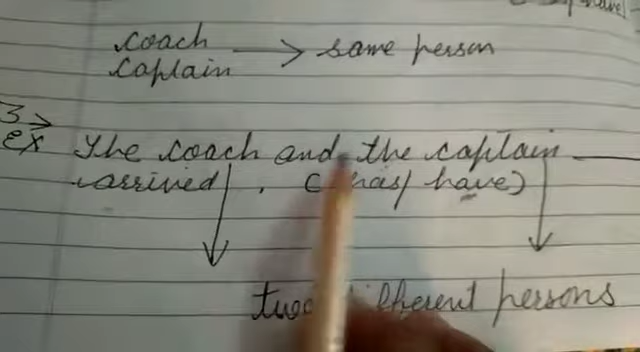 coach
captain → same person
3→
ex The coach and the captain —
arrived. (has/have)
two different persons